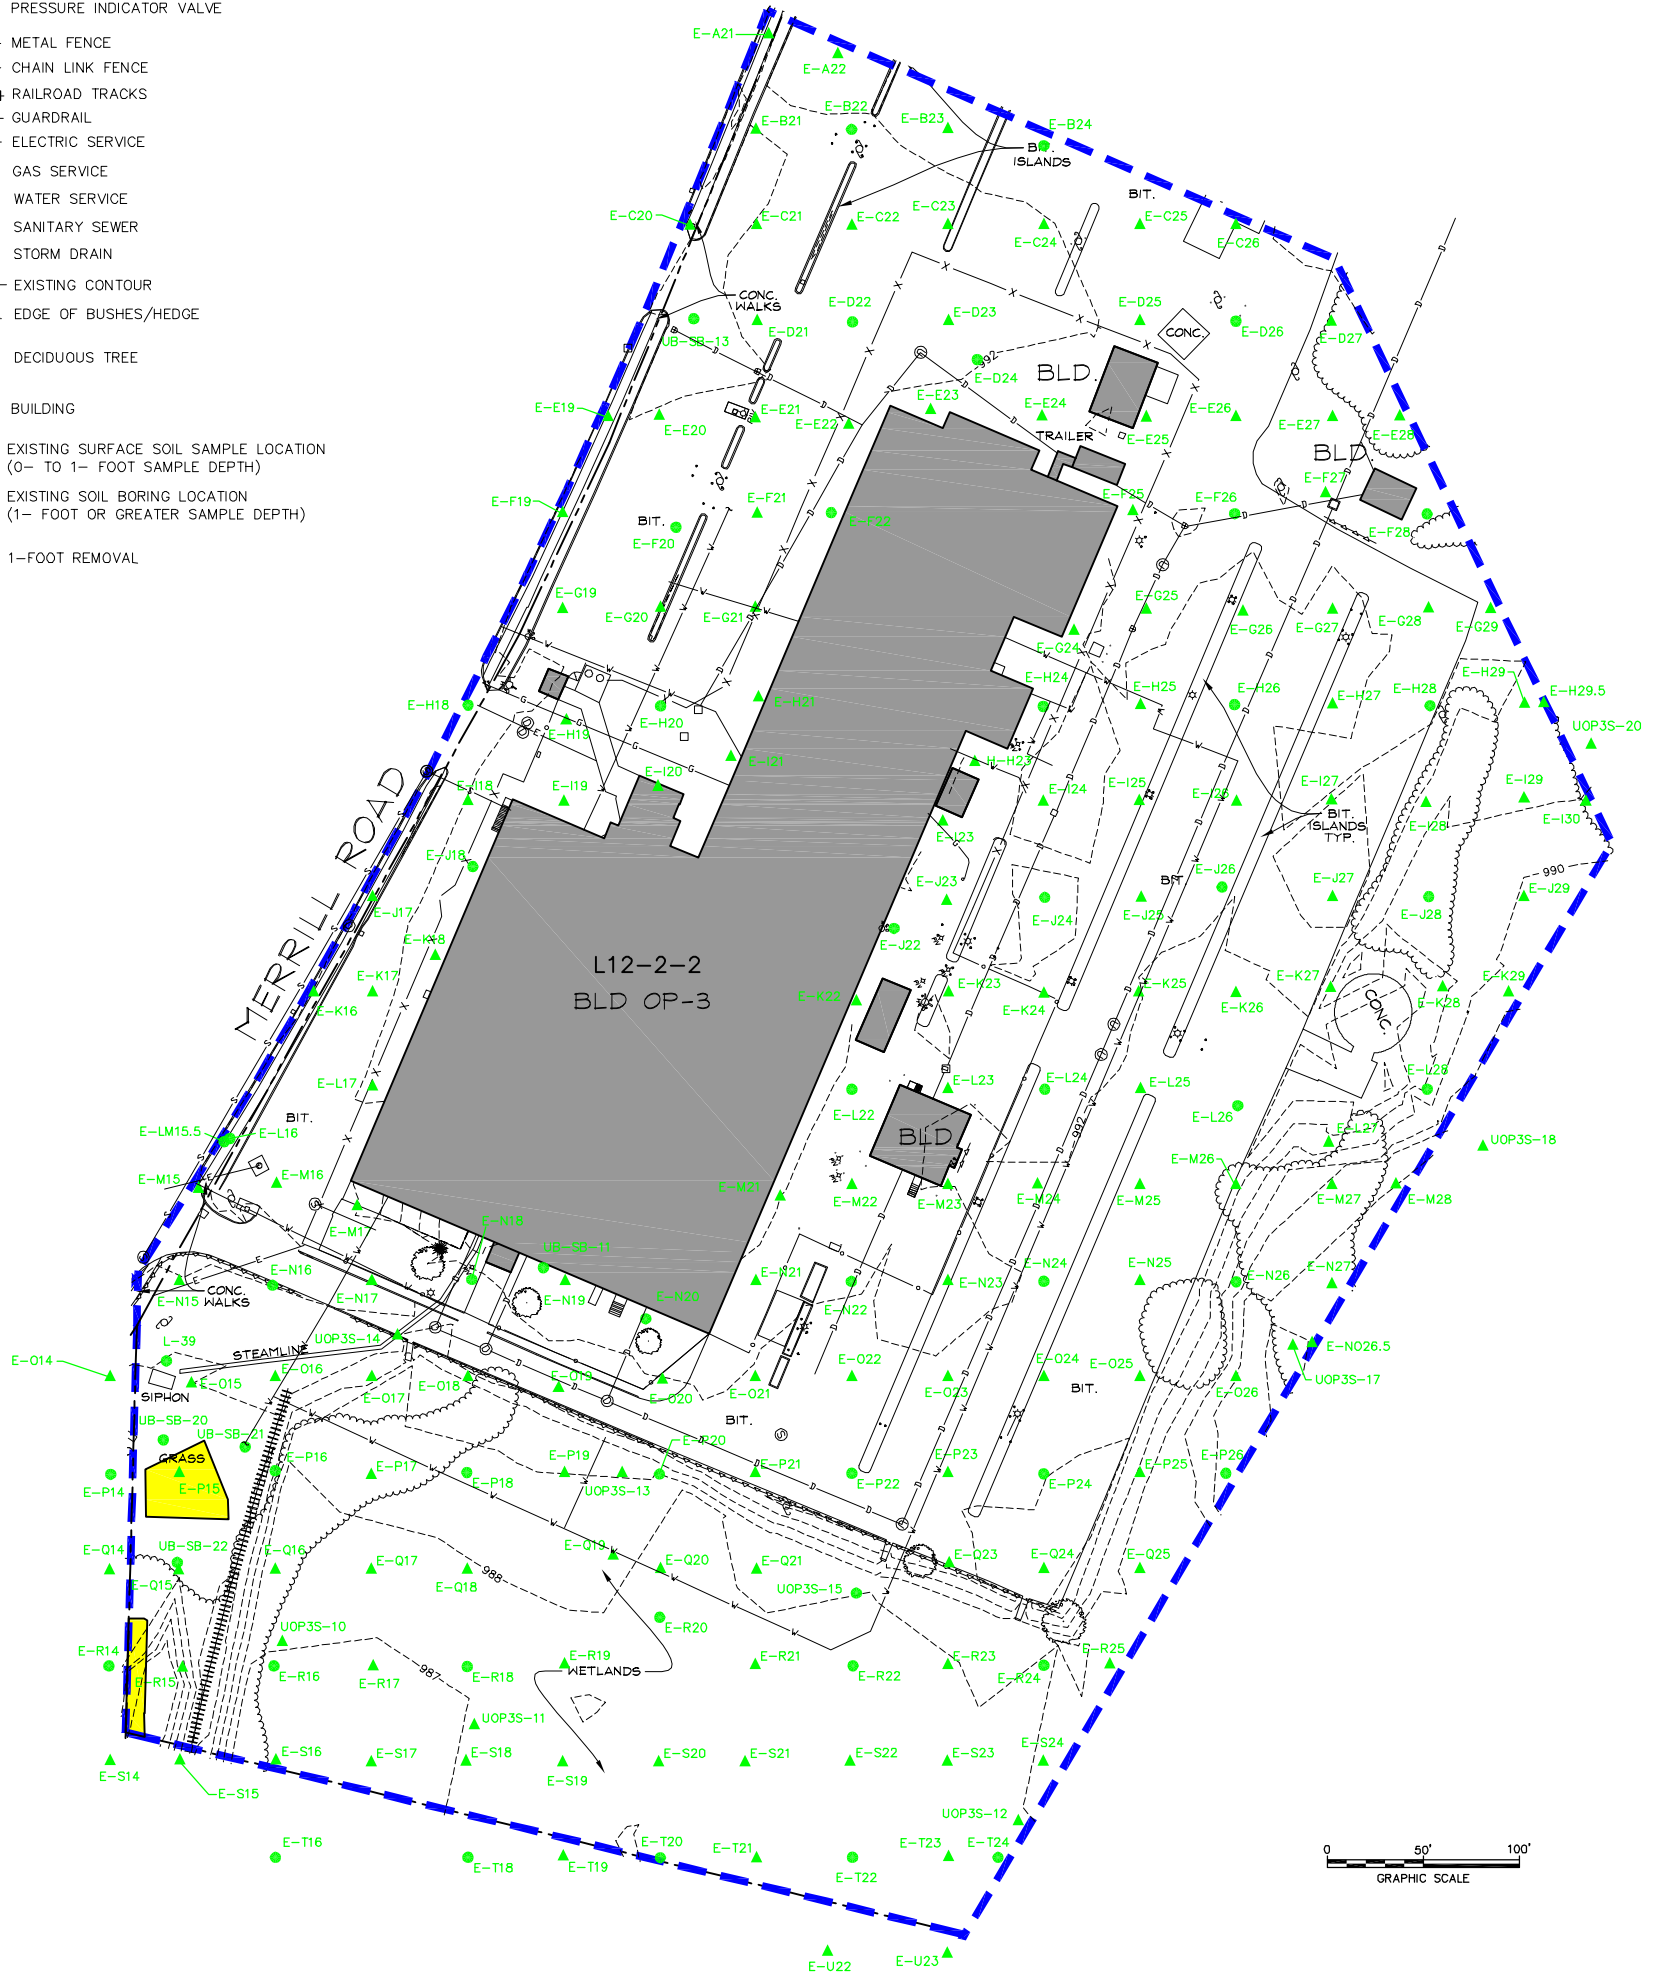 PRESSURE INDICATOR VALVE
METAL FENCE
CHAIN LINK FENCE
RAILROAD TRACKS
GUARDRAIL
ELECTRIC SERVICE
GAS SERVICE
WATER SERVICE
SANITARY SEWER
STORM DRAIN
EXISTING CONTOUR
EDGE OF BUSHES/HEDGE
DECIDUOUS TREE
BUILDING
EXISTING SURFACE SOIL SAMPLE LOCATION
(0- TO 1- FOOT SAMPLE DEPTH)
EXISTING SOIL BORING LOCATION
(1- FOOT OR GREATER SAMPLE DEPTH)
1-FOOT REMOVAL
E-A21
E-A22
E-B21
E-B22
E-B23
E-B24
BIT.
ISLANDS
BIT.
E-C20
E-C21
E-C22
E-C23
E-C24
E-C25
E-C26
CONC.
WALKS
UB-SB-13
E-D21
E-D22
E-D23
992
E-D24
E-D25
CONC.
E-D26
E-D27
BLD.
E-E19
E-E20
E-E21
E-E22
E-E23
E-E24
TRAILER
E-E25
E-E26
E-E27
E-E28
BLD.
E-F19
BIT.
E-F20
E-F21
E-F22
E-F25
E-F26
E-F27
E-F28
E-G19
E-G20
E-G21
E-G24
E-G25
E-G26
E-G27
E-G28
E-G29
E-H18
E-H19
E-H20
E-H21
H-H23
E-H24
E-H25
E-H26
E-H27
E-H28
E-H29
E-H29.5
UOP3S-20
MERRILL ROAD
E-I18
E-I19
E-I20
E-I21
E-I23
E-I24
E-I25
E-I26
E-I27
E-I28
E-I29
E-I30
BIT.
ISLANDS
TYP.
E-J17
E-J18
E-J22
E-J23
E-J24
BIT
E-J25
E-J26
E-J27
E-J28
E-J29
990
L12-2-2
BLD OP-3
E-K16
E-K17
E-K18
E-K22
E-K23
E-K24
E-K25
E-K26
E-K27
E-K28
E-K29
CONC.
BIT.
E-LM15.5
E-L16
E-L17
E-L22
E-L23
E-L24
E-L25
E-L26
E-L27
E-L28
UOP3S-18
BLD
992
E-M15
E-M16
E-M17
E-M21
E-M22
E-M23
E-M24
E-M25
E-M26
E-M27
E-M28
CONC.
WALKS
E-N15
E-N16
E-N17
E-N18
E-N19
E-N20
E-N21
E-N22
E-N23
E-N24
E-N25
E-N26
E-N27
E-NO26.5
UOP3S-17
L-39
STEAMLINE
UOP3S-14
SIPHON
E-O14
E-O15
E-O16
E-O17
E-O18
E-O19
E-O20
E-O21
E-O22
E-O23
E-O24
E-O25
E-O26
BIT.
BIT.
UB-SB-20
UB-SB-21
GRASS
E-P14
E-P15
E-P16
E-P17
E-P18
E-P19
UOP3S-13
E-P20
E-P21
E-P22
E-P23
E-P24
E-P25
E-P26
E-Q14
UB-SB-22
E-Q15
E-Q16
E-Q17
E-Q18
988
E-Q19
E-Q20
E-Q21
UOP3S-15
E-Q23
E-Q24
E-Q25
UOP3S-10
E-R14
E-R15
E-R16
E-R17
987
E-R18
E-R19
WETLANDS
E-R20
E-R21
E-R22
E-R23
E-R24
E-R25
UOP3S-11
E-S14
E-S15
E-S16
E-S17
E-S18
E-S19
E-S20
E-S21
E-S22
E-S23
E-S24
UOP3S-12
E-T16
E-T18
E-T19
E-T20
E-T21
E-T22
E-T23
E-T24
E-U22
E-U23
0 50' 100'
GRAPHIC SCALE